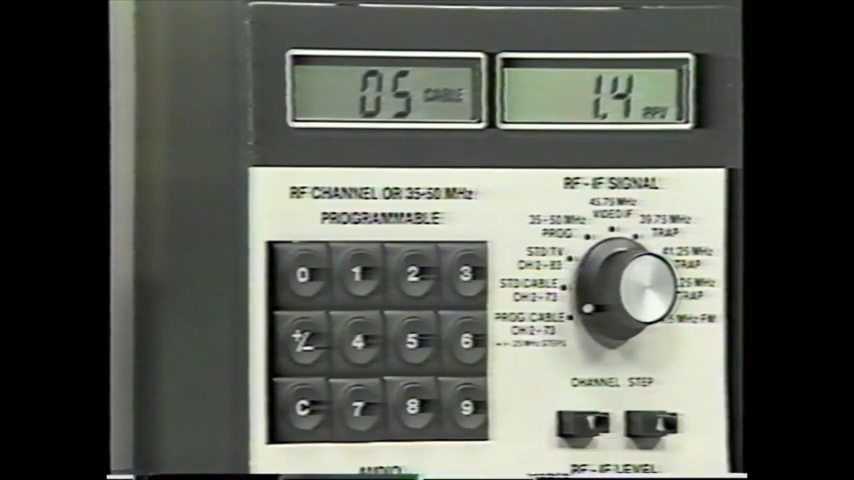 05 CABLE
1.4 PPV
RF CHANNEL OR 35-50 MHz
PROGRAMMABLE
0 1 2 3
+/- 4 5 6
C 7 8 9
RF-IF SIGNAL
45.75 MHz
VIDEO IF
35-50 MHz
PROG
39.75 MHz
TRAP
STD TV
CH 2-83
41.25 MHz
TRAP
STD CABLE
CH 2-73
.25 MHz
TRAP
PROG CABLE
CH 2-73
+/- .25 MHz STEPS
.5 MHz FM
CHANNEL STEP
AUDIO
RF-IF LEVEL